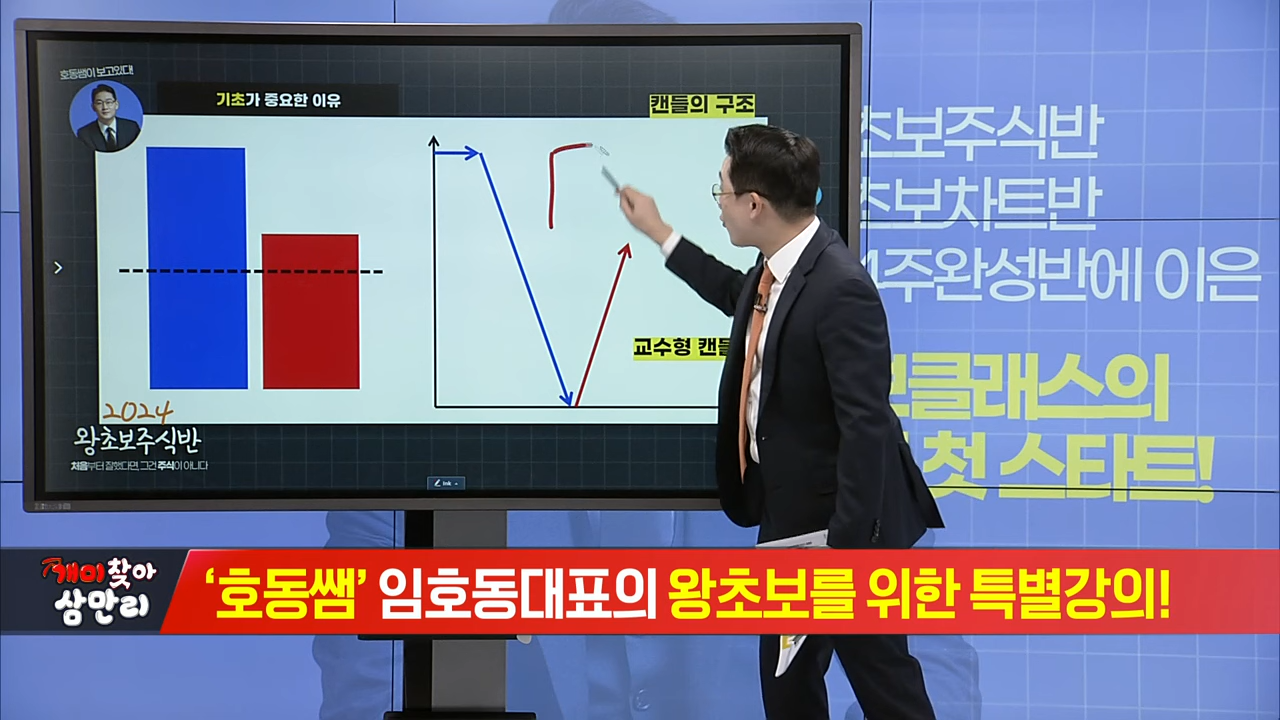 호동쌤이 보고있다!
기초가 중요한 이유
캔들의 구조
교수형 캔들
2024
왕초보주식반
처음부터 잘했다면, 그건 주식이 아니다
Ink
초보주식반
초보차트반
4주완성반에 이은
클래스의
첫 스타트!
개미찾아
삼만리
‘호동쌤’ 임호동대표의 왕초보를 위한 특별강의!